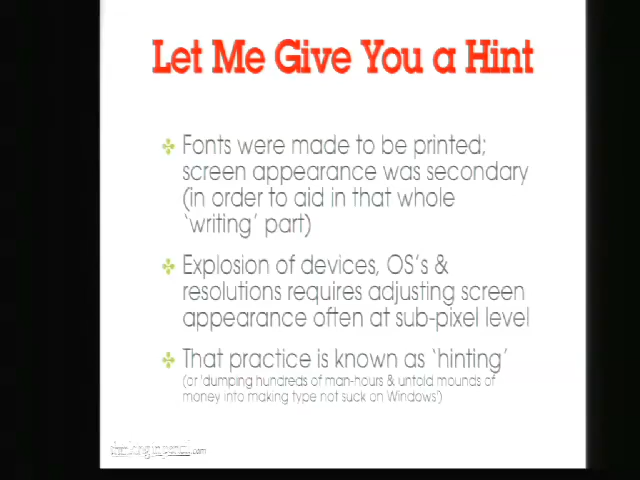 Let Me Give You a Hint
Fonts were made to be printed;
screen appearance was secondary
(in order to aid in that whole
'writing' part)
Explosion of devices, OS's &
resolutions requires adjusting screen
appearance often at sub-pixel level
That practice is known as 'hinting'
(or 'dumping hundreds of man-hours & untold mounds of
money into making type not suck on Windows')